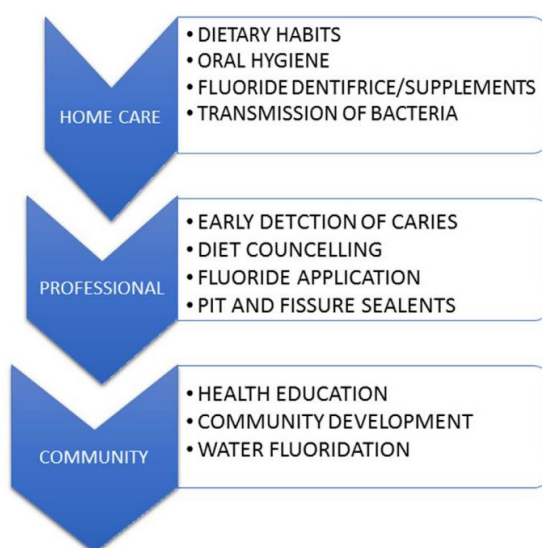 HOME CARE
• DIETARY HABITS
• ORAL HYGIENE
• FLUORIDE DENTIFRICE/SUPPLEMENTS
• TRANSMISSION OF BACTERIA
PROFESSIONAL
• EARLY DETCTION OF CARIES
• DIET COUNCELLING
• FLUORIDE APPLICATION
• PIT AND FISSURE SEALENTS
COMMUNITY
• HEALTH EDUCATION
• COMMUNITY DEVELOPMENT
• WATER FLUORIDATION